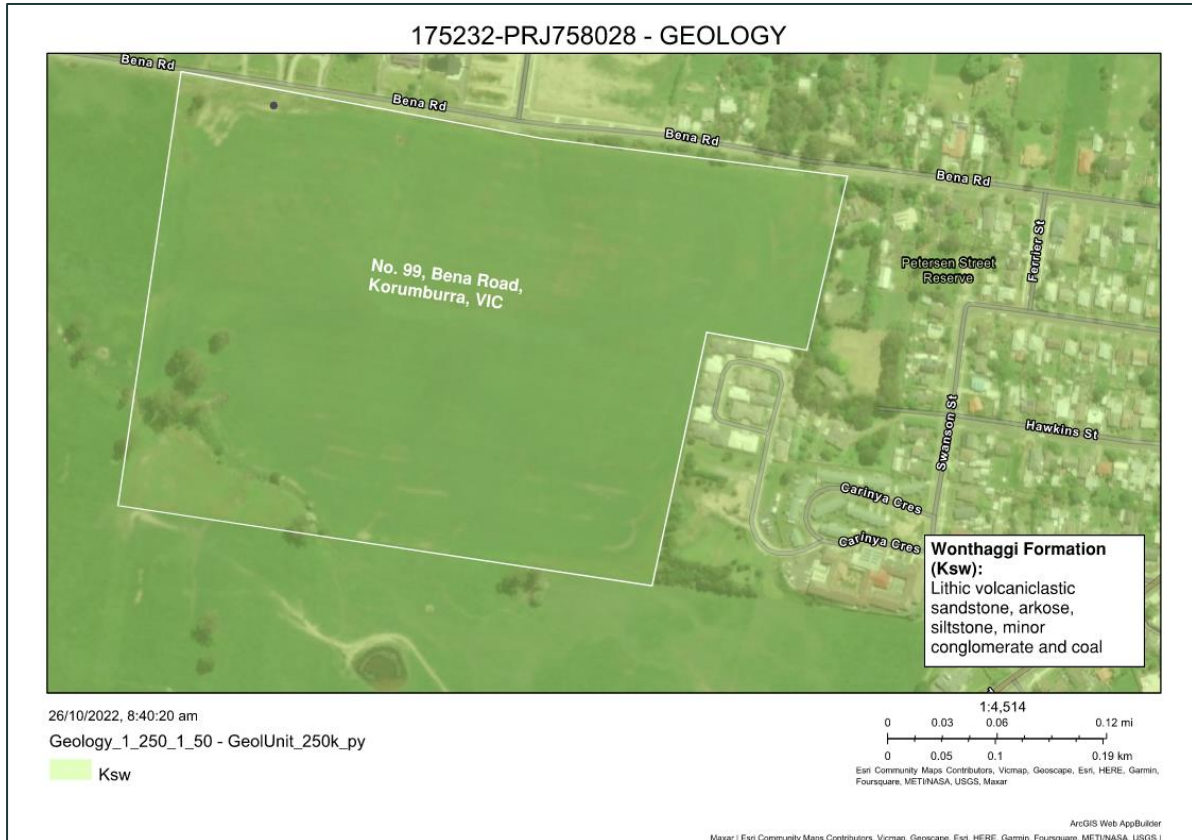 175232-PRJ758028 - GEOLOGY
Bena Rd
Bena Rd
Bena Rd
Bena Rd
Ferrier St
Petersen Street
Reserve
No. 99, Bena Road,
Korumburra, VIC
Swanson St
Hawkins St
Carinya Cres
Carinya Cres
Wonthaggi Formation
(Ksw):
Lithic volcaniclastic
sandstone, arkose,
siltstone, minor
conglomerate and coal
26/10/2022, 8:40:20 am
Geology_1_250_1_50 - GeolUnit_250k_py
Ksw
1:4,514
0 0.03 0.06 0.12 mi
0 0.05 0.1 0.19 km
Esri Community Maps Contributors, Vicmap, Geoscape, Esri, HERE, Garmin,
Foursquare, METI/NASA, USGS, Maxar
ArcGIS Web AppBuilder
Maxar | Esri Community Maps Contributors, Vicmap, Geoscape, Esri, HERE, Garmin, Foursquare, METI/NASA, USGS |